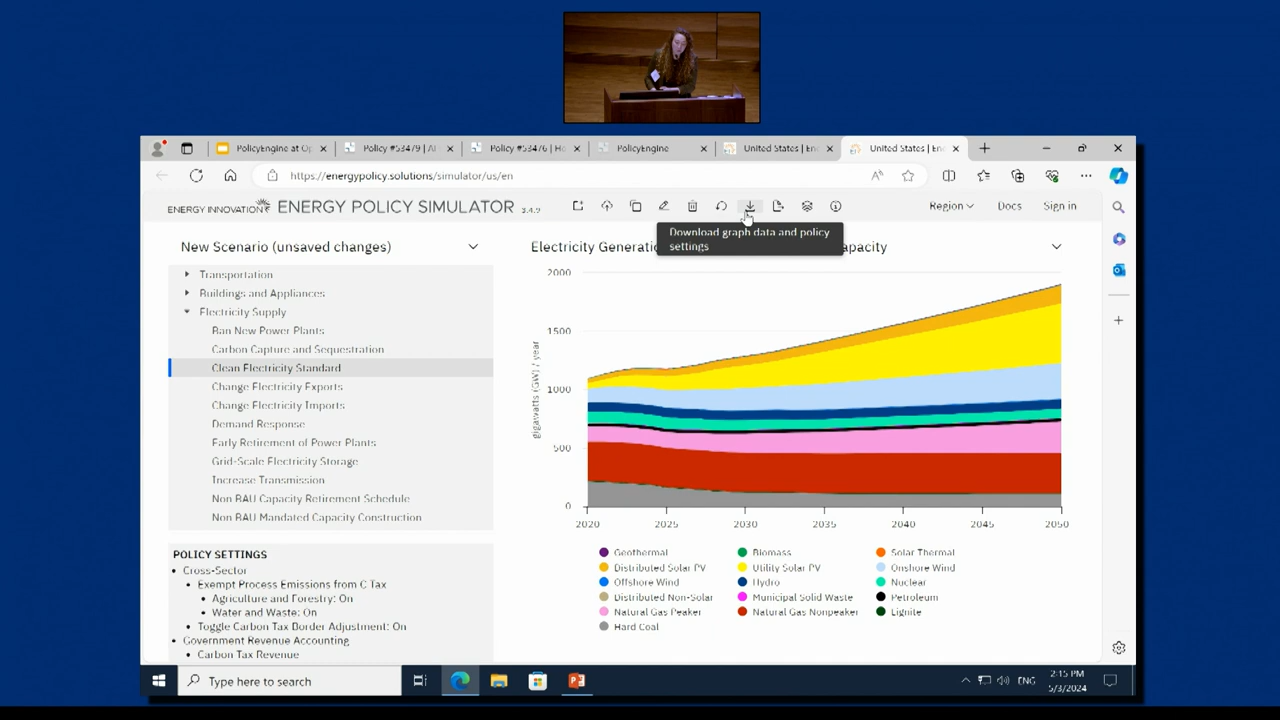 PolicyEngine at Op
Policy #53479 | Al
Policy #53476 | Ho
PolicyEngine
United States | En
United States | En
https://energypolicy.solutions/simulator/us/en
ENERGY INNOVATION ENERGY POLICY SIMULATOR 3.4.9
Region
Docs
Sign in
Download graph data and policy
settings
New Scenario (unsaved changes)
Transportation
Buildings and Appliances
Electricity Supply
Ban New Power Plants
Carbon Capture and Sequestration
Clean Electricity Standard
Change Electricity Exports
Change Electricity Imports
Demand Response
Early Retirement of Power Plants
Grid-Scale Electricity Storage
Increase Transmission
Non BAU Capacity Retirement Schedule
Non BAU Mandated Capacity Construction
POLICY SETTINGS
Cross-Sector
Exempt Process Emissions from C Tax
Agriculture and Forestry: On
Water and Waste: On
Toggle Carbon Tax Border Adjustment: On
Government Revenue Accounting
Carbon Tax Revenue
Electricity Generatio
apacity
gigawatts (GW) / year
2000
1500
1000
500
0
2020 2025 2030 2035 2040 2045 2050
Geothermal Biomass Solar Thermal
Distributed Solar PV Utility Solar PV Onshore Wind
Offshore Wind Hydro Nuclear
Distributed Non-Solar Municipal Solid Waste Petroleum
Natural Gas Peaker Natural Gas Nonpeaker Lignite
Hard Coal
Type here to search
ENG
2:15 PM
5/3/2024